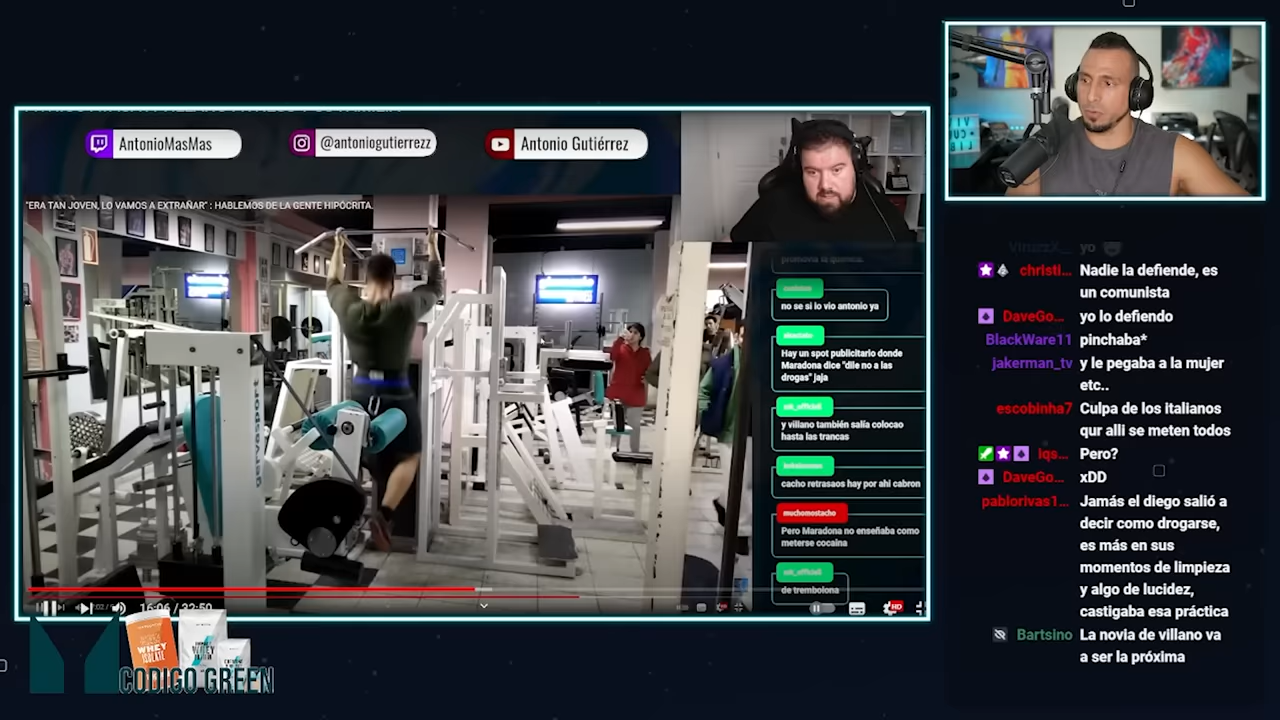 AntonioMasMas
@antoniogutierrezz
Antonio Gutiérrez
"ERA TAN JOVEN, LO VAMOS A EXTRAÑAR" : HABLEMOS DE LA GENTE HIPÓCRITA.
gervasport
no se si lo vio antonio ya
Hay un spot publicitario donde
Maradona dice "dile no a las
drogas" jaja
y villano también salía colocao
hasta las trancas
cacho retrasaos hay por ahi cabron
muchomostacho
Pero Maradona no enseñaba como
meterse cocaina
de trembolona
16:06 / 32:50
HD
WHEY
ISOLATE
CODIGO GREEN
yo
christi... Nadie la defiende, es
un comunista
DaveGo... yo lo defiendo
BlackWare11 pinchaba*
jakerman_tv y le pegaba a la mujer
etc..
escobinha7 Culpa de los italianos
qur alli se meten todos
lqs... Pero?
DaveGo... xDD
pablorivas1... Jamás el diego salió a
decir como drogarse,
es más en sus
momentos de limpieza
y algo de lucidez,
castigaba esa práctica
Bartsino La novia de villano va
a ser la próxima